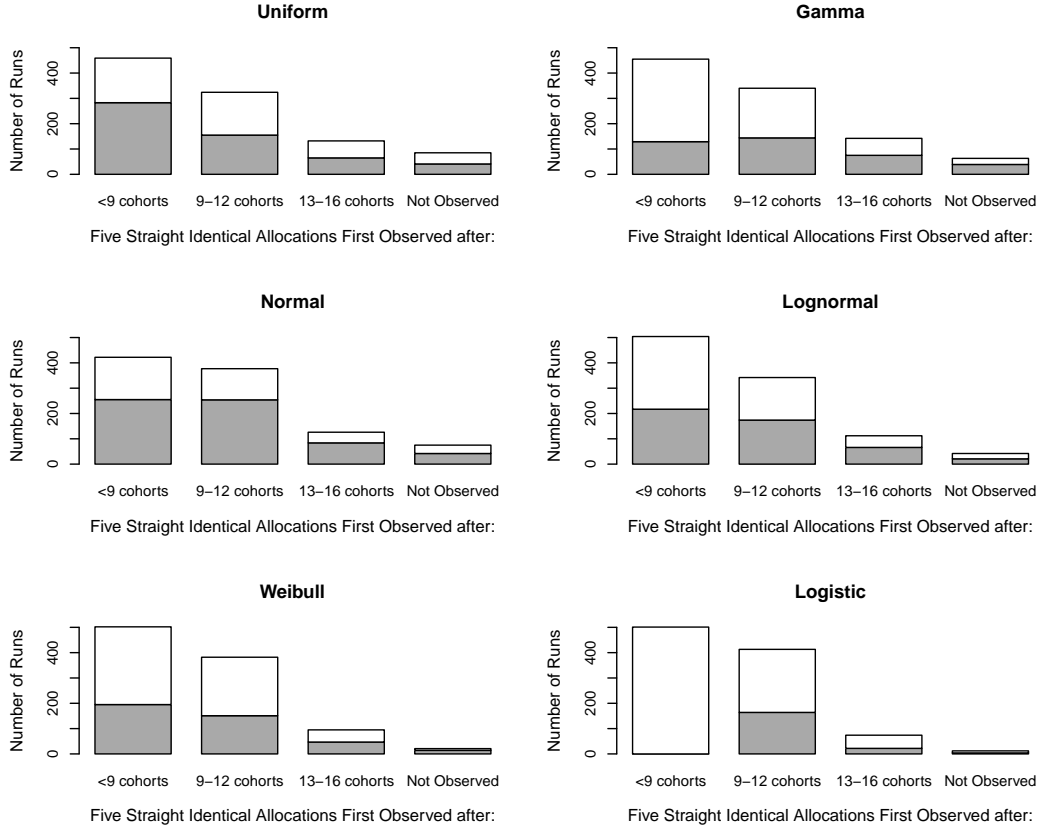 Uniform
Number of Runs
400
200
0
<9 cohorts 9−12 cohorts 13−16 cohorts Not Observed
Five Straight Identical Allocations First Observed after:
Gamma
Number of Runs
400
200
0
<9 cohorts 9−12 cohorts 13−16 cohorts Not Observed
Five Straight Identical Allocations First Observed after:
Normal
Number of Runs
400
200
0
<9 cohorts 9−12 cohorts 13−16 cohorts Not Observed
Five Straight Identical Allocations First Observed after:
Lognormal
Number of Runs
400
200
0
<9 cohorts 9−12 cohorts 13−16 cohorts Not Observed
Five Straight Identical Allocations First Observed after:
Weibull
Number of Runs
400
200
0
<9 cohorts 9−12 cohorts 13−16 cohorts Not Observed
Five Straight Identical Allocations First Observed after:
Logistic
Number of Runs
400
200
0
<9 cohorts 9−12 cohorts 13−16 cohorts Not Observed
Five Straight Identical Allocations First Observed after: